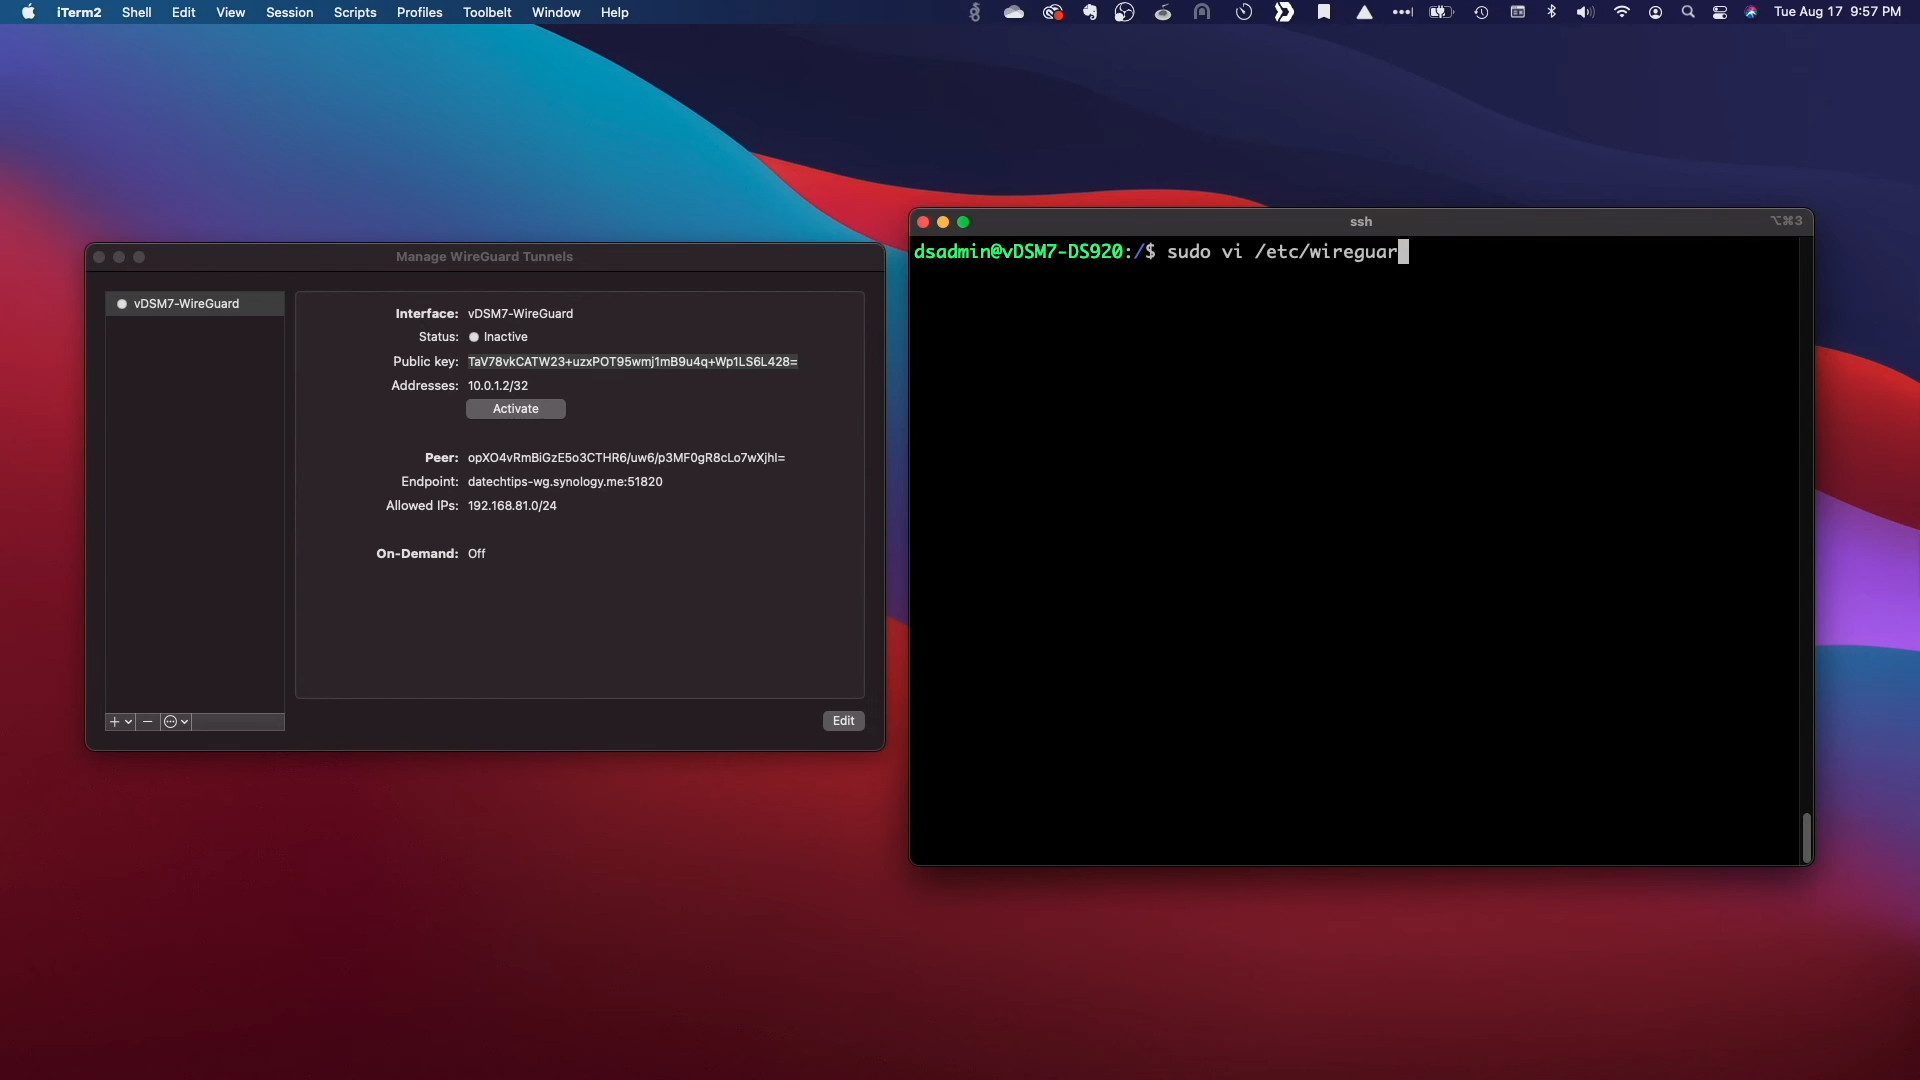 iTerm2 Shell Edit View Session Scripts Profiles Toolbelt Window Help Tue Aug 17 9:57 PM
ssh
⌥⌘3
dsadmin@vDSM7-DS920:/$ sudo vi /etc/wireguar
Manage WireGuard Tunnels
vDSM7-WireGuard
Interface: vDSM7-WireGuard
Status: Inactive
Public key: TaV78vkCATW23+uzxPOT95wmj1mB9u4q+Wp1LS6L428=
Addresses: 10.0.1.2/32
Activate
Peer: opXO4vRmBiGzE5o3CTHR6/uw6/p3MF0gR8cLo7wXjhI=
Endpoint: datechtips-wg.synology.me:51820
Allowed IPs: 192.168.81.0/24
On-Demand: Off
Edit